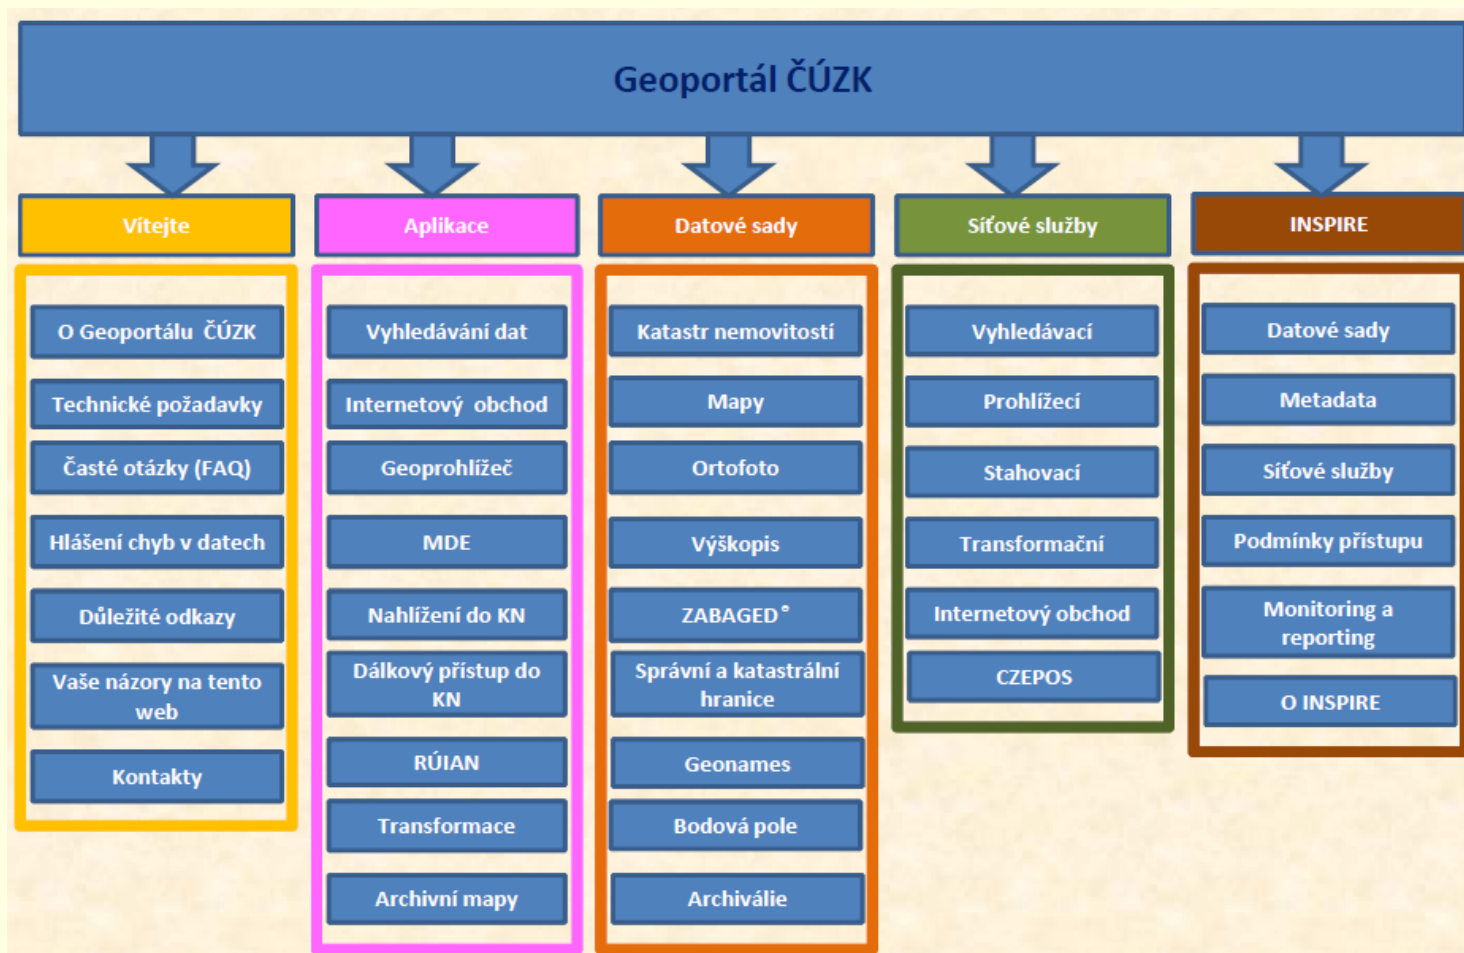 Geoportál ČÚZK
Vítejte
O Geoportálu ČÚZK
Technické požadavky
Časté otázky (FAQ)
Hlášení chyb v datech
Důležité odkazy
Vaše názory na tento
web
Kontakty
Aplikace
Vyhledávání dat
Internetový obchod
Geoprohlížeč
MDE
Nahlížení do KN
Dálkový přístup do
KN
RÚIAN
Transformace
Archivní mapy
Datové sady
Katastr nemovitostí
Mapy
Ortofoto
Výškopis
ZABAGED®
Správní a katastrální
hranice
Geonames
Bodová pole
Archiválie
Síťové služby
Vyhledávací
Prohlížecí
Stahovací
Transformační
Internetový obchod
CZEPOS
INSPIRE
Datové sady
Metadata
Síťové služby
Podmínky přístupu
Monitoring a
reporting
O INSPIRE